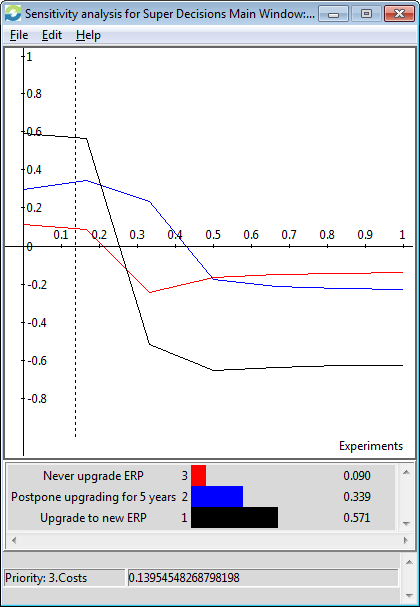 Sensitivity analysis for Super Decisions Main Window:...
File Edit Help
1
0.8
0.6
0.4
0.2
0.1 0.2 0.3 0.4 0.5 0.6 0.7 0.8 0.9 1
0
-0.2
-0.4
-0.6
-0.8
Experiments
Never upgrade ERP 3 0.090
Postpone upgrading for 5 years 2 0.339
Upgrade to new ERP 1 0.571
Priority: 3.Costs 0.13954548268798198